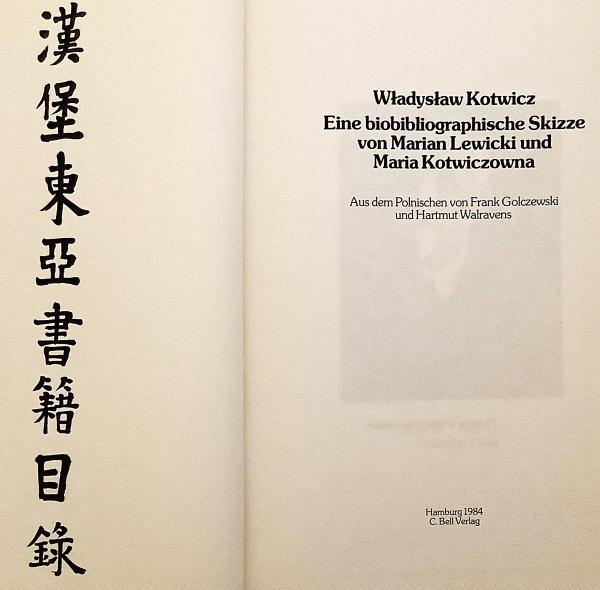 漢堡東亞書籍目錄
Władysław Kotwicz
Eine biobibliographische Skizze
von Marian Lewicki und
Maria Kotwiczowna
Aus dem Polnischen von Frank Golczewski
und Hartmut Walravens
Hamburg 1984
C. Bell Verlag